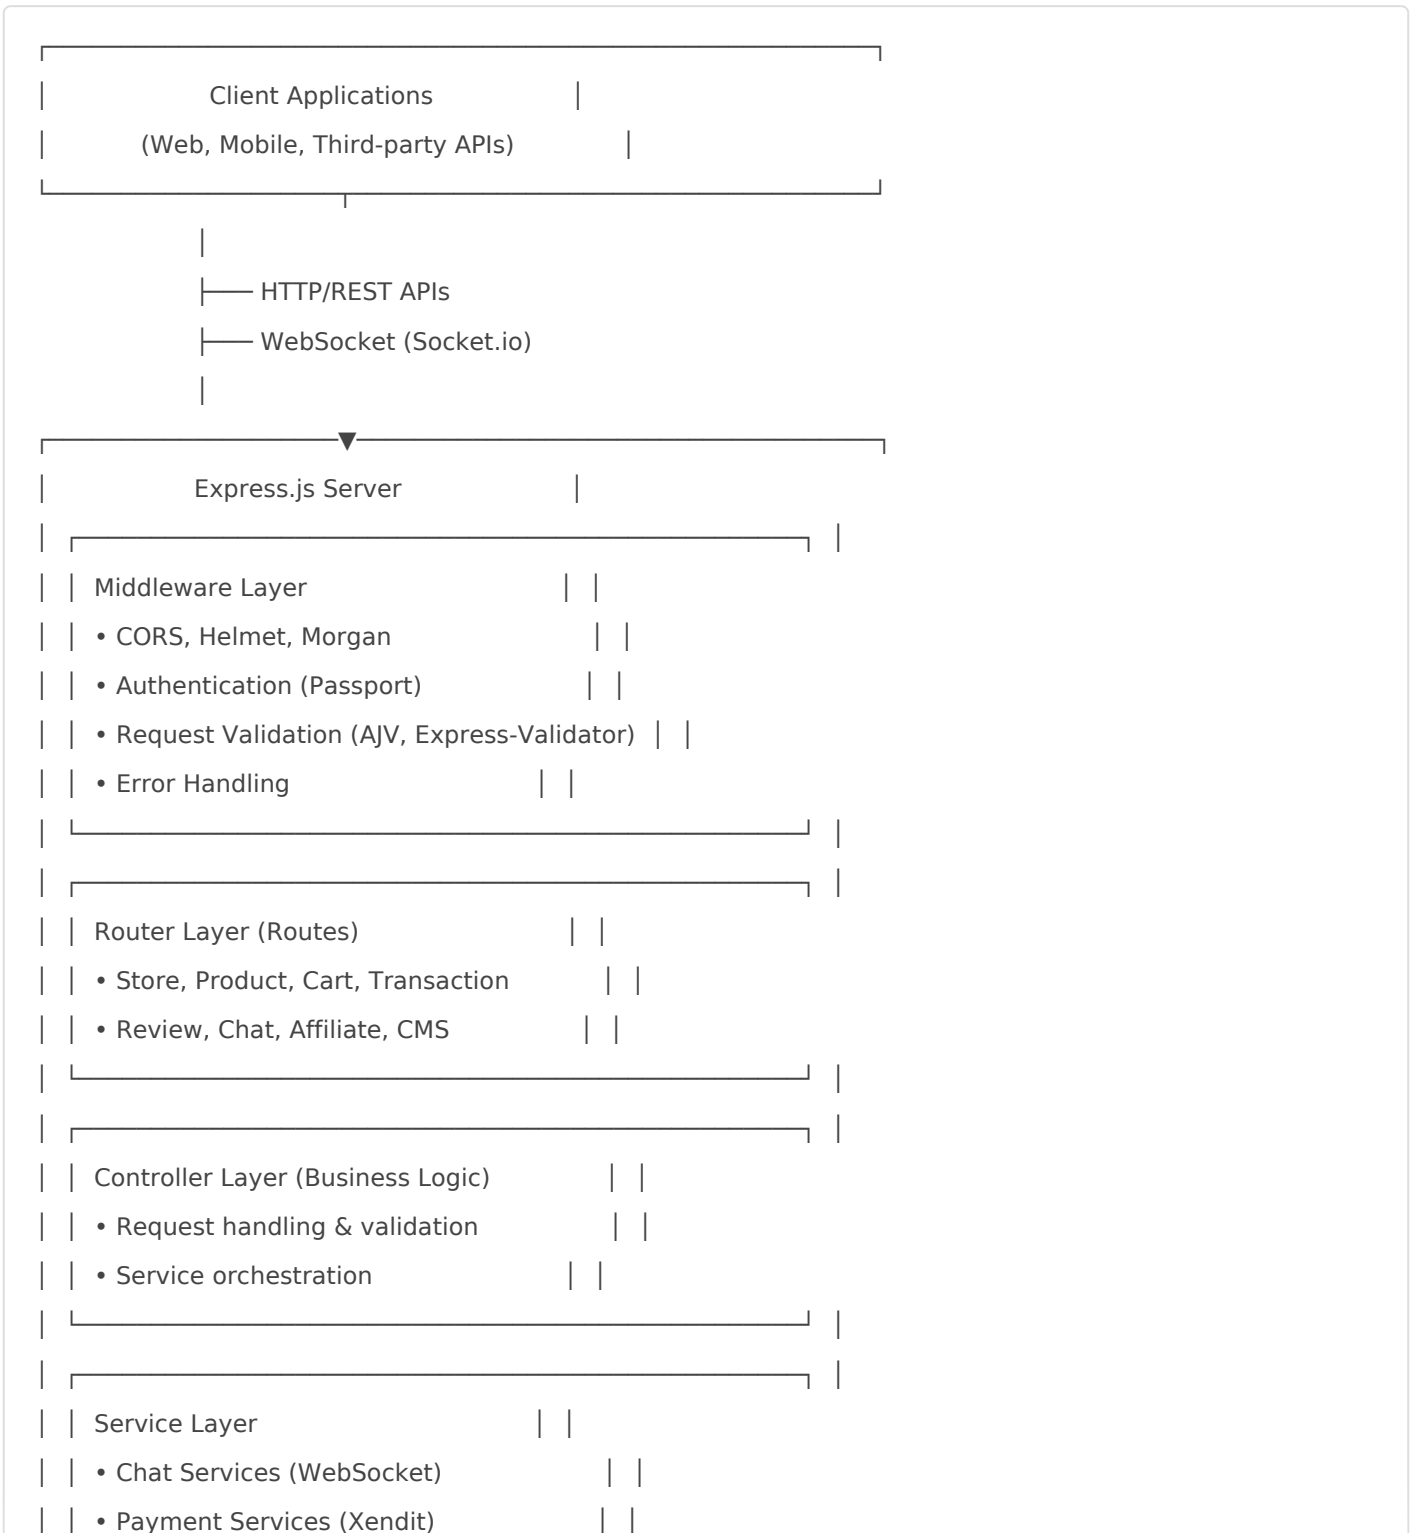 ┌─────────────────────────────────────────────────────────┐
│                     Client Applications                  │
│            (Web, Mobile, Third-party APIs)              │
└────────────────────┬────────────────────────────────────┘
                     │
                     ├─── HTTP/REST APIs
                     ├─── WebSocket (Socket.io)
                     │
┌────────────────────▼────────────────────────────────────┐
│                   Express.js Server                      │
│  ┌──────────────────────────────────────────────────┐  │
│  │  Middleware Layer                                │  │
│  │  • CORS, Helmet, Morgan                          │  │
│  │  • Authentication (Passport)                     │  │
│  │  • Request Validation (AJV, Express-Validator)  │  │
│  │  • Error Handling                                │  │
│  └──────────────────────────────────────────────────┘  │
│  ┌──────────────────────────────────────────────────┐  │
│  │  Router Layer (Routes)                           │  │
│  │  • Store, Product, Cart, Transaction            │  │
│  │  • Review, Chat, Affiliate, CMS                 │  │
│  └──────────────────────────────────────────────────┘  │
│  ┌──────────────────────────────────────────────────┐  │
│  │  Controller Layer (Business Logic)               │  │
│  │  • Request handling & validation                 │  │
│  │  • Service orchestration                         │  │
│  └──────────────────────────────────────────────────┘  │
│  ┌──────────────────────────────────────────────────┐  │
│  │  Service Layer                                   │  │
│  │  • Chat Services (WebSocket)                     │  │
│  │  • Payment Services (Xendit)                     │  │